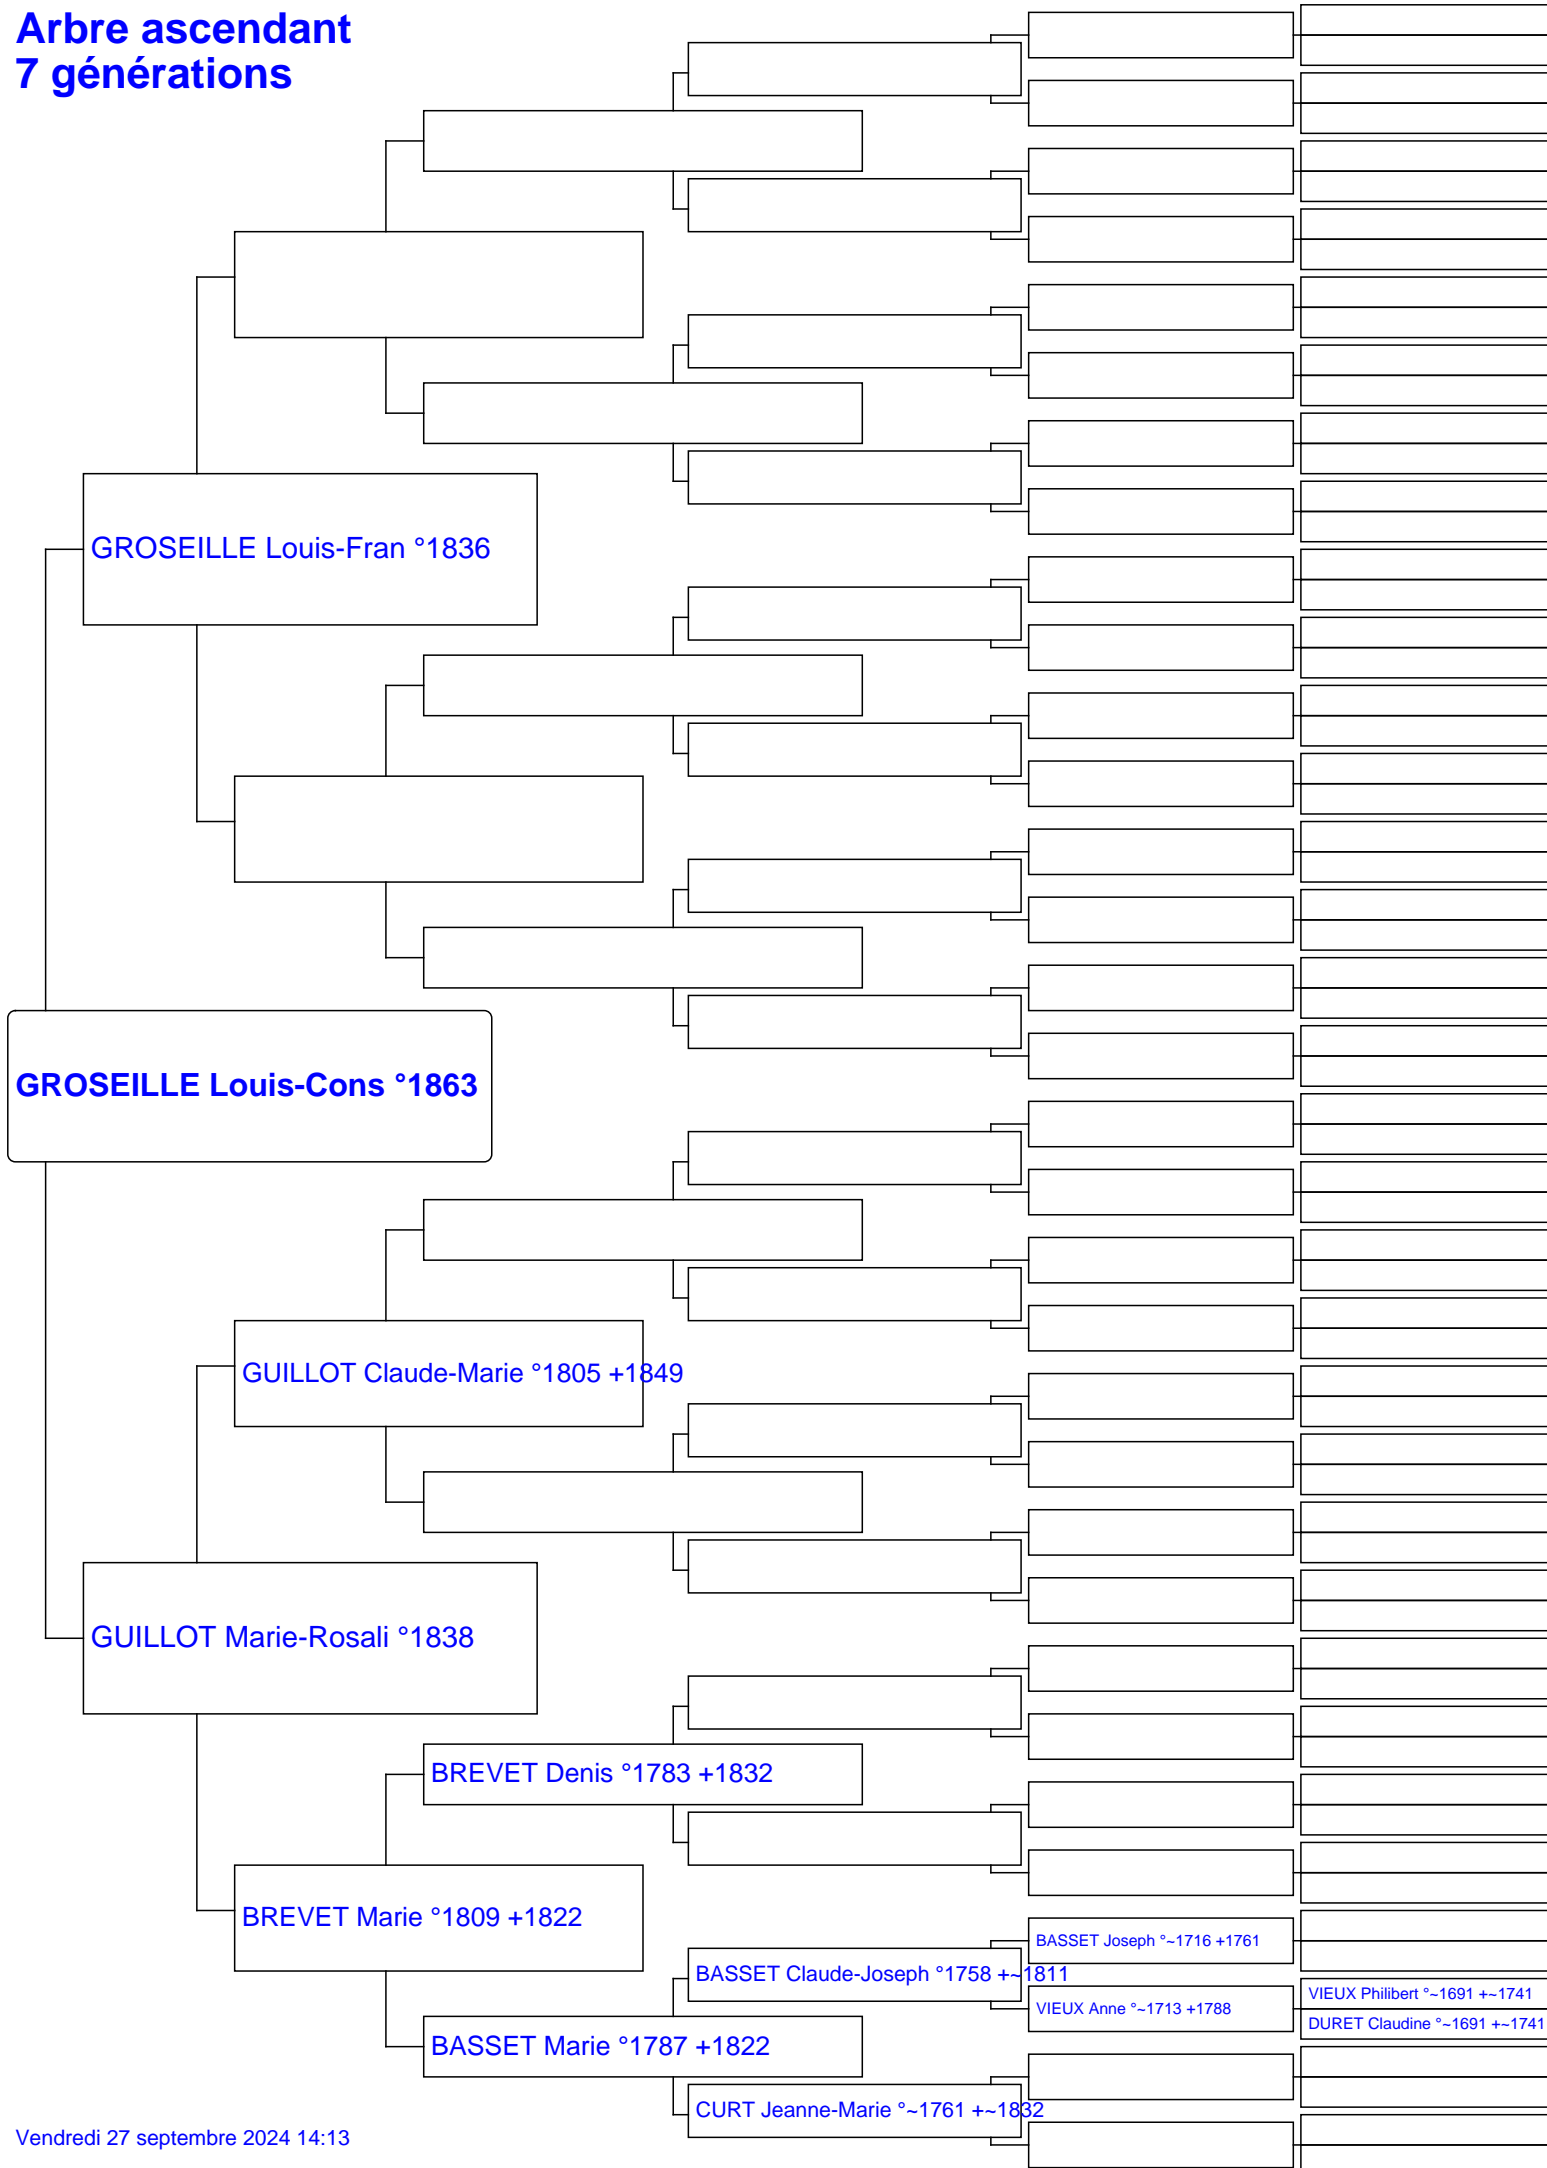 Arbre ascendant
7 générations
GROSEILLE Louis-Fran °1836
GROSEILLE Louis-Cons °1863
GUILLOT Claude-Marie °1805 +1849
GUILLOT Marie-Rosali °1838
BREVET Denis °1783 +1832
BREVET Marie °1809 +1822
BASSET Joseph °~1716 +1761
BASSET Claude-Joseph °1758 +~1811
VIEUX Philibert °~1691 +~1741
VIEUX Anne °~1713 +1788
DURET Claudine °~1691 +~1741
BASSET Marie °1787 +1822
CURT Jeanne-Marie °~1761 +~1832
Vendredi 27 septembre 2024 14:13